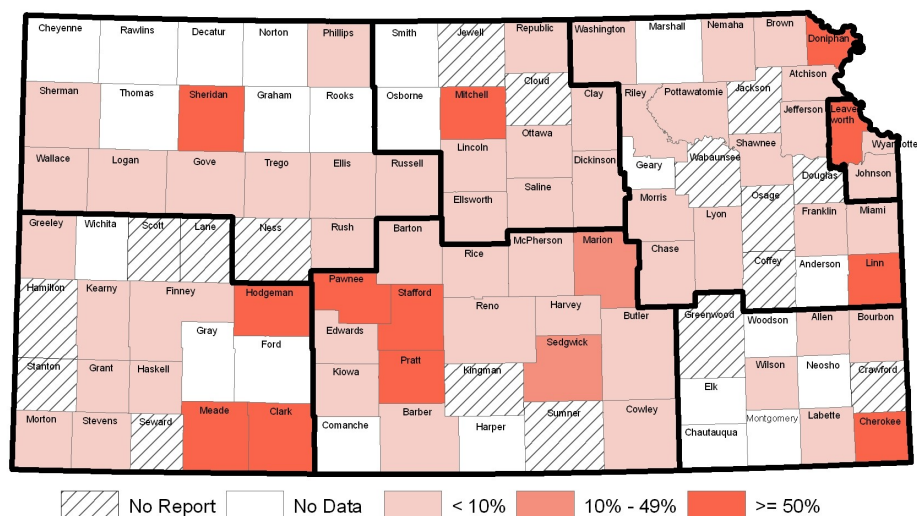 Cheyenne Rawlins Decatur Norton Phillips Smith Jewell Republic Washington Marshall Nemaha Brown Doniphan
Sherman Thomas Sheridan Graham Rooks Osborne Mitchell Cloud Clay Riley Pottawatomie Jackson Atchison
Jefferson Leave
worth
Wyandotte
Lincoln Ottawa Shawnee
Wallace Logan Gove Trego Ellis Russell Dickinson Geary Wabaunsee Douglas Johnson
Ellsworth Saline Morris Lyon Osage Franklin Miami
Greeley Wichita Scott Lane Ness Rush Barton Rice McPherson Marion Chase Coffey Anderson Linn
Hamilton Kearny Finney Hodgeman Pawnee Stafford Reno Harvey Butler Greenwood Woodson Allen Bourbon
Gray Ford Edwards Sedgwick
Stanton Grant Haskell Kiowa Pratt Kingman Elk Wilson Neosho Crawford
Morton Stevens Seward Meade Clark Comanche Barber Harper Sumner Cowley Chautauqua Montgomery Labette Cherokee
No Report No Data < 10% 10% - 49% >= 50%